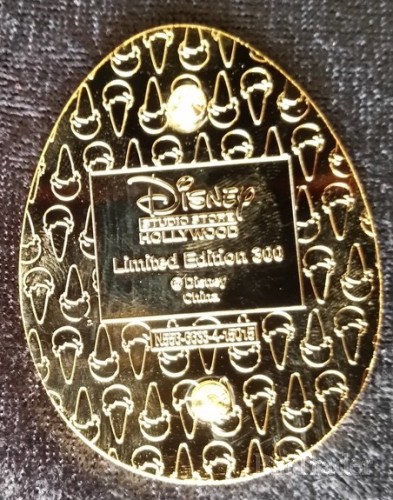 Disney
STUDIO STORE
HOLLYWOOD
Limited Edition 300
© Disney
China